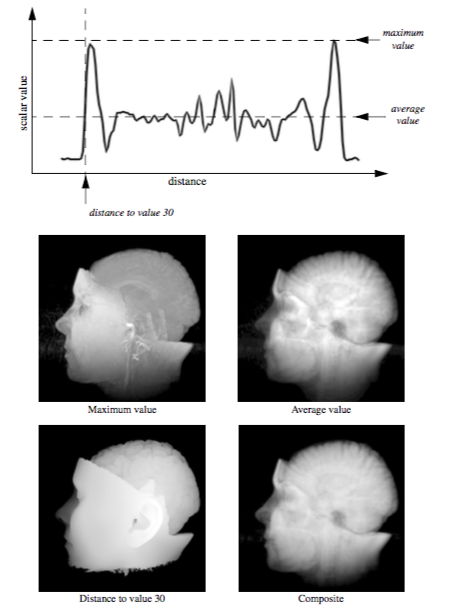 maximum
value
scalar value
average
value
distance
distance to value 30
Maximum value
Average value
Distance to value 30
Composite